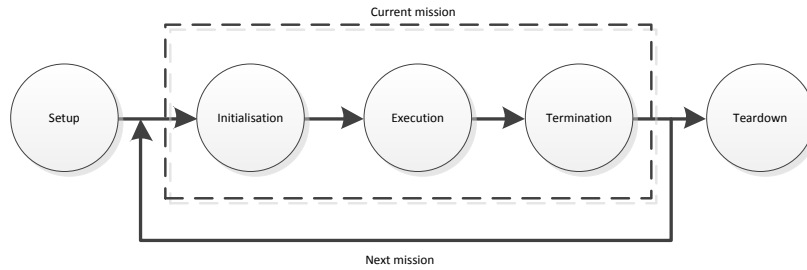 Current mission
Setup
Initialisation
Execution
Termination
Teardown
Next mission